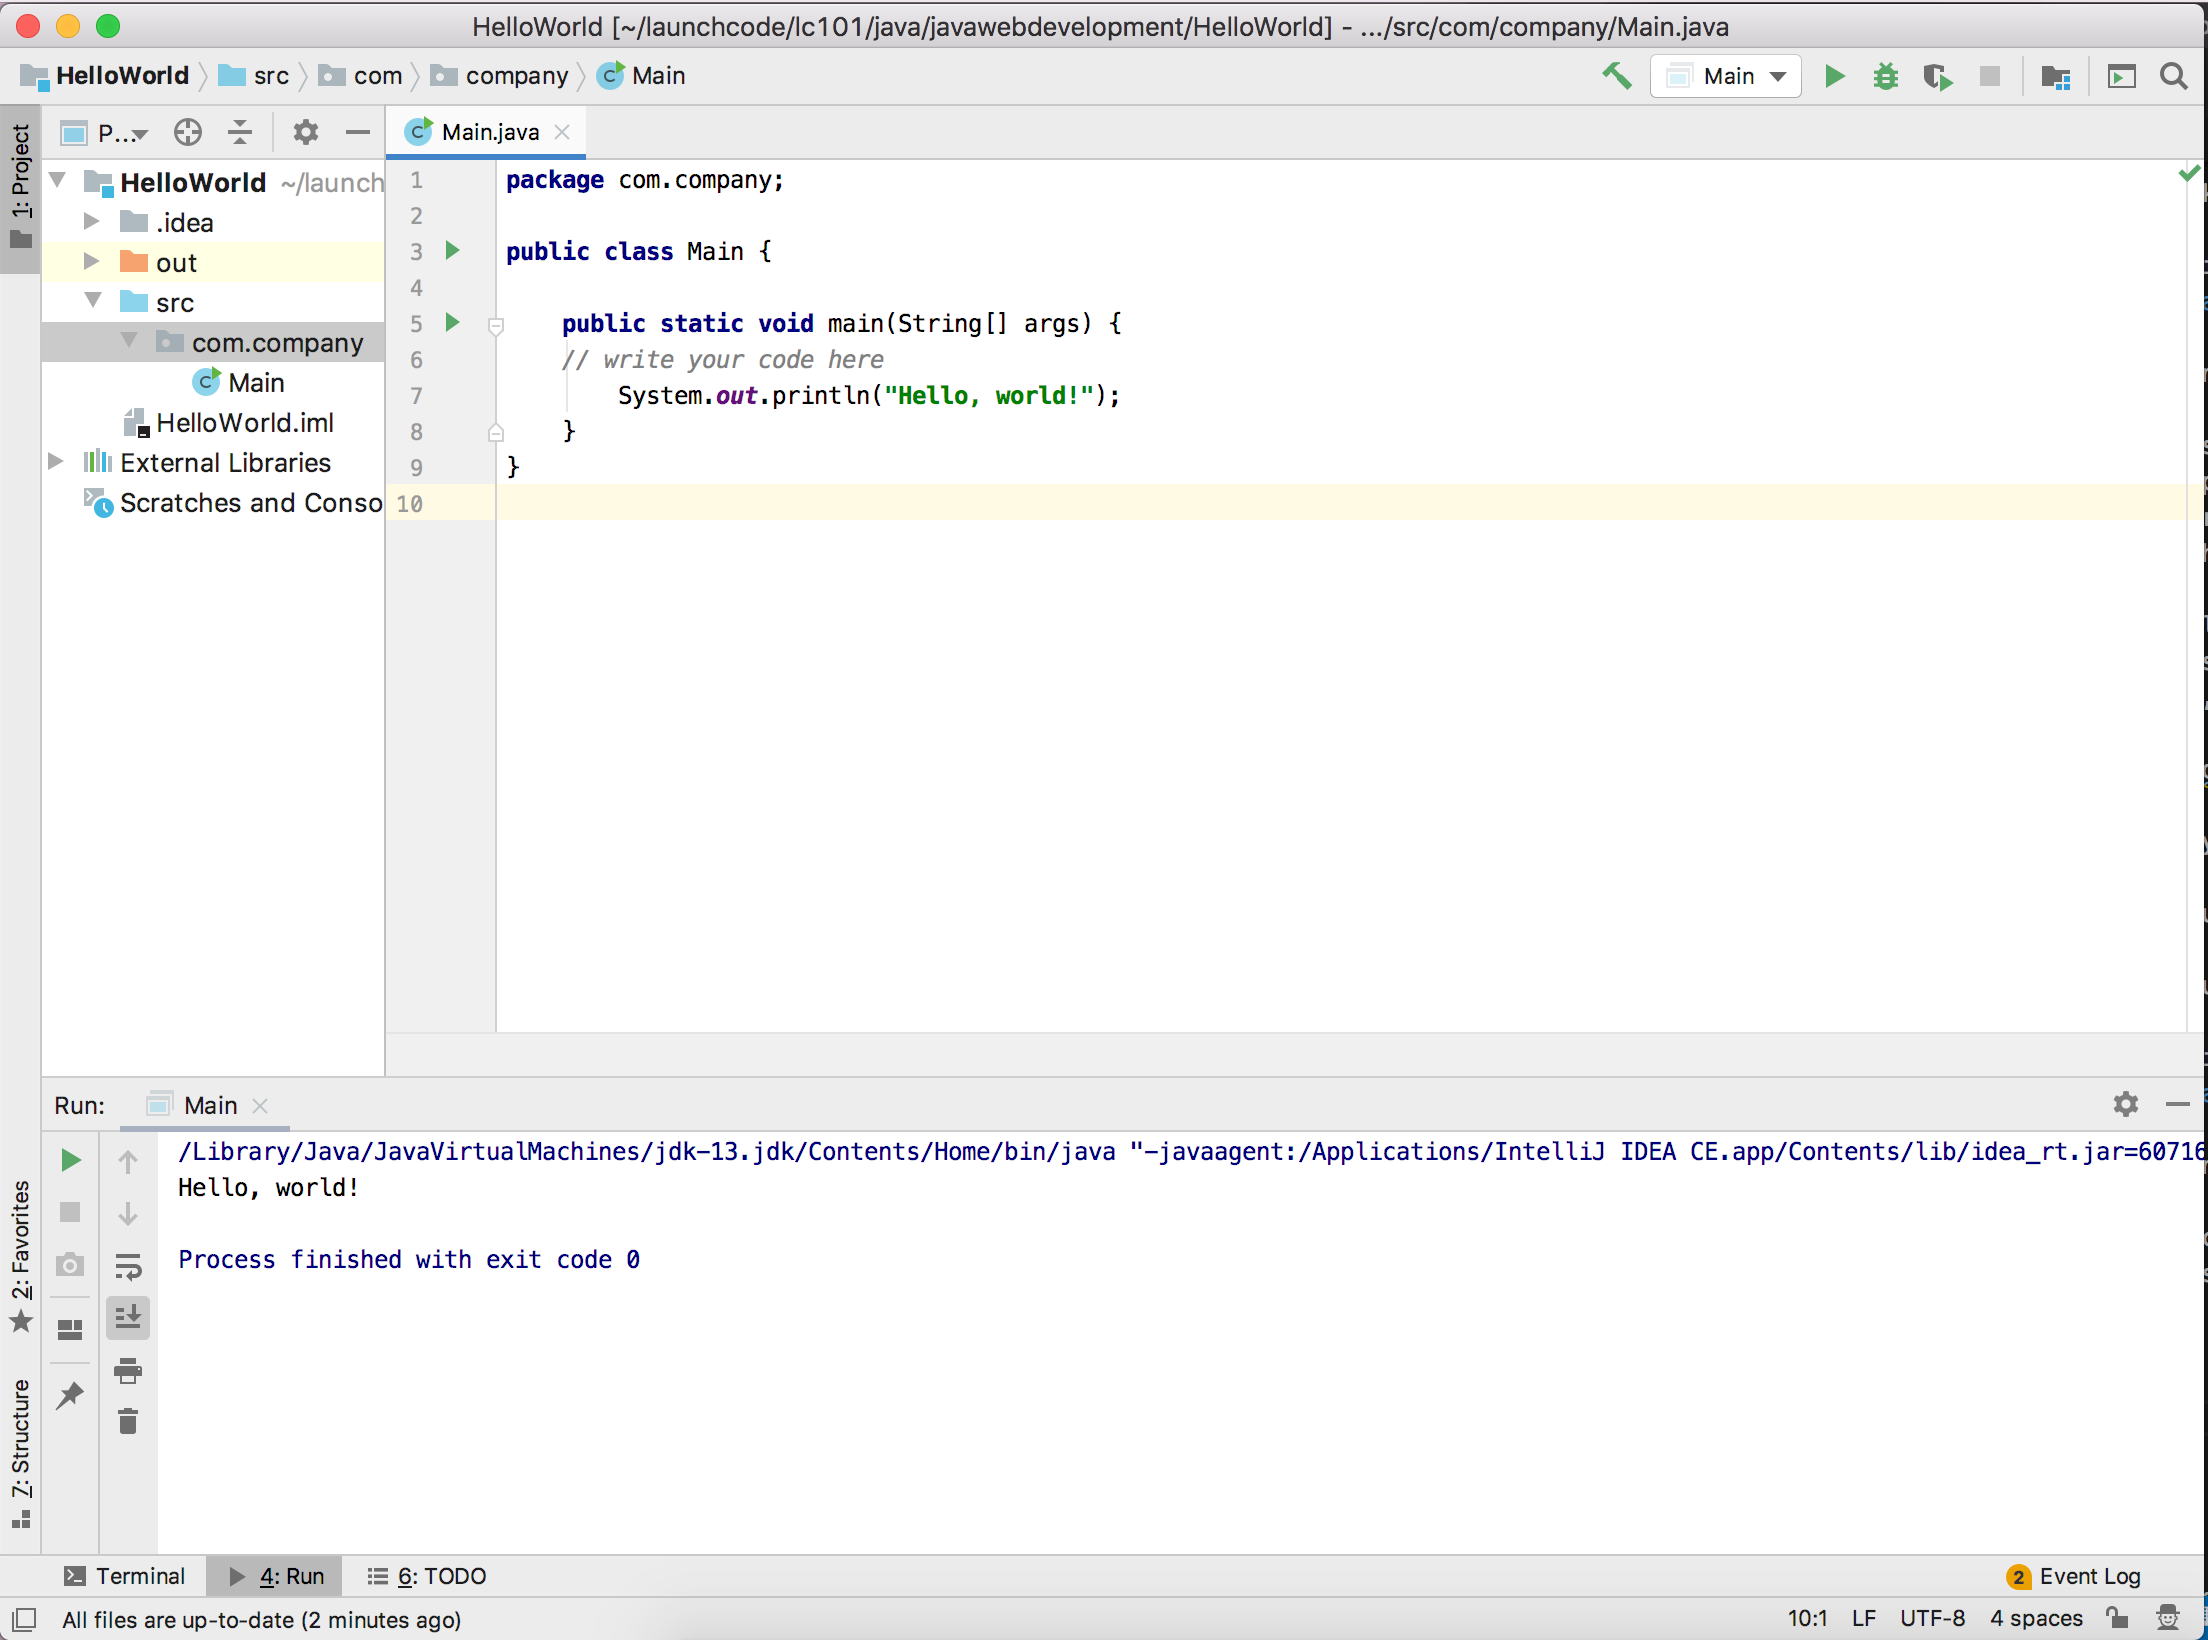 HelloWorld [~/launchcode/lc101/java/javawebdevelopment/HelloWorld] - .../src/com/company/Main.java
HelloWorld src com company Main
Main
1: Project
P...
Main.java
HelloWorld ~/launch
.idea
out
src
com.company
Main
HelloWorld.iml
External Libraries
Scratches and Conso
1 package com.company;
2
3 public class Main {
4
5 public static void main(String[] args) {
6 // write your code here
7 System.out.println("Hello, world!");
8 }
9 }
10
Run: Main
/Library/Java/JavaVirtualMachines/jdk-13.jdk/Contents/Home/bin/java "-javaagent:/Applications/IntelliJ IDEA CE.app/Contents/lib/idea_rt.jar=60716
Hello, world!
Process finished with exit code 0
2: Favorites
7: Structure
Terminal 4: Run 6: TODO
2 Event Log
All files are up-to-date (2 minutes ago)
10:1 LF UTF-8 4 spaces